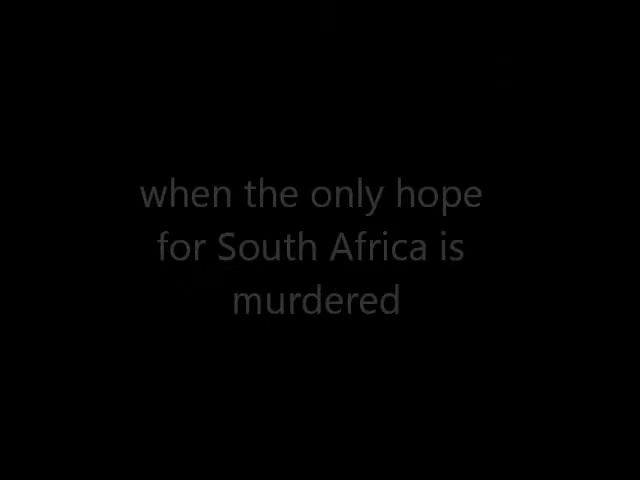 when the only hope
for South Africa is
murdered